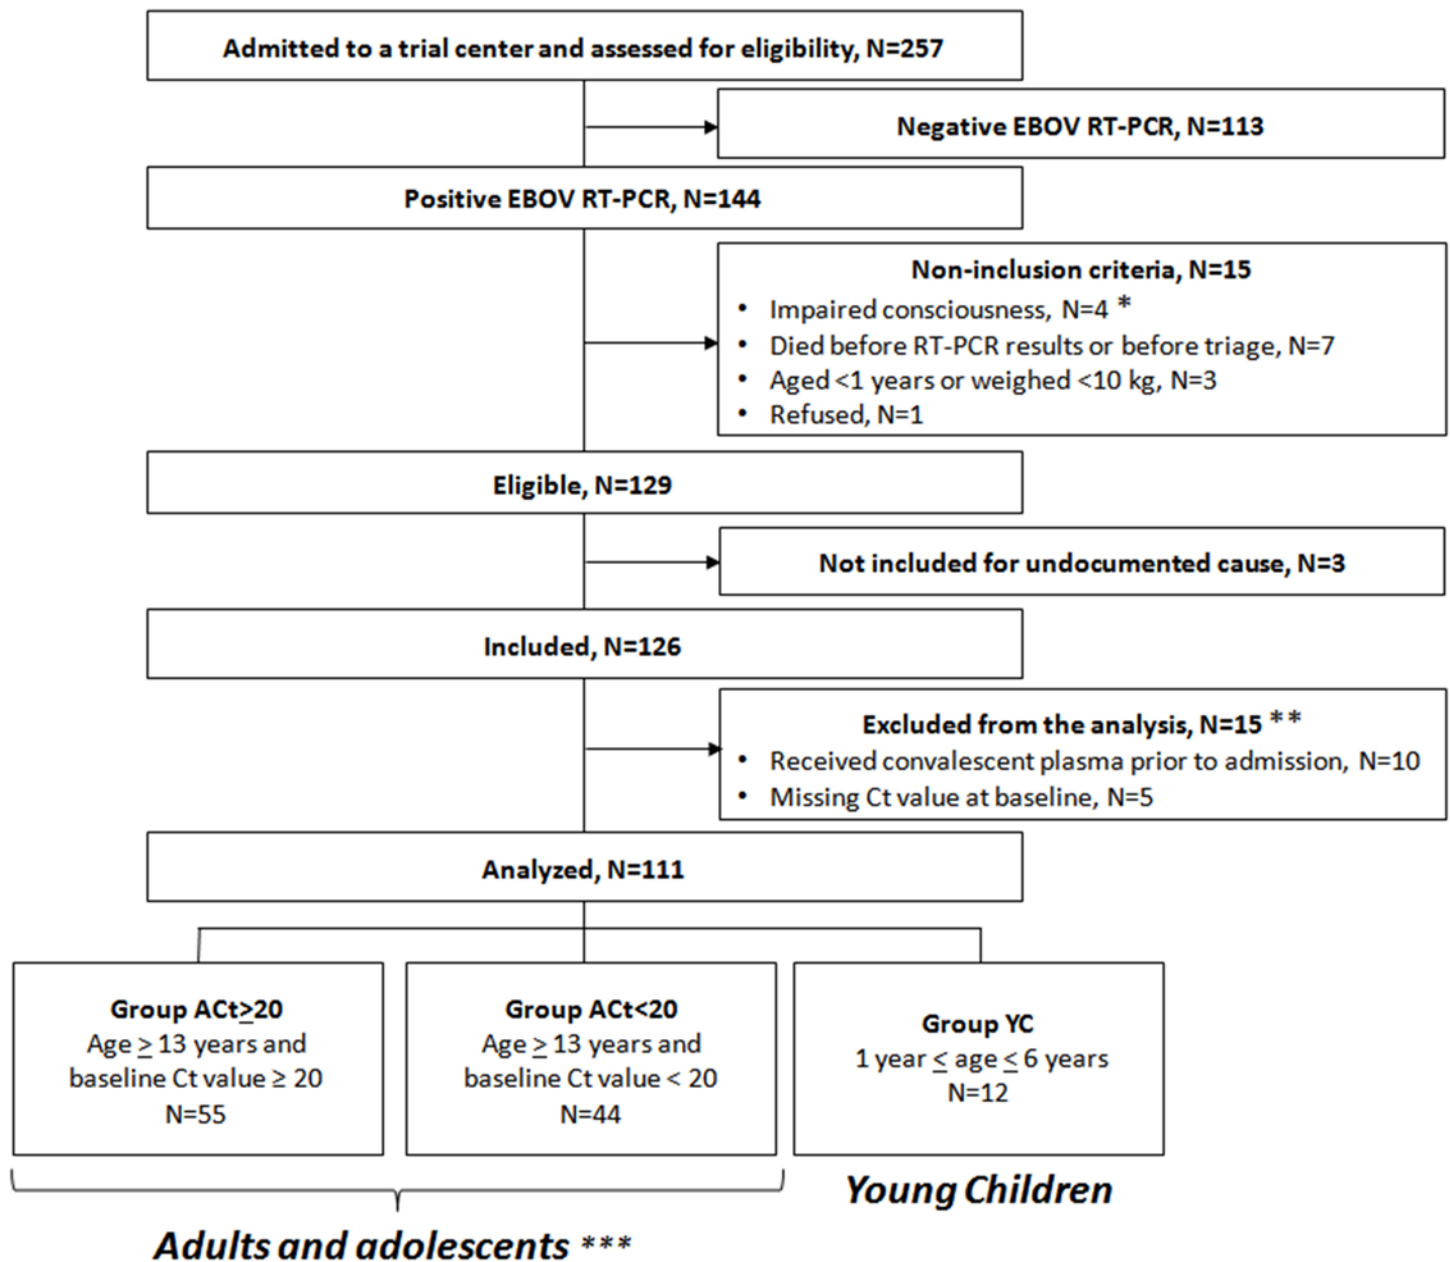 Admitted to a trial center and assessed for eligibility, N=257
Negative EBOV RT-PCR, N=113
Positive EBOV RT-PCR, N=144
Non-inclusion criteria, N=15
• Impaired consciousness, N=4 *
• Died before RT-PCR results or before triage, N=7
• Aged <1 years or weighed <10 kg, N=3
• Refused, N=1
Eligible, N=129
Not included for undocumented cause, N=3
Included, N=126
Excluded from the analysis, N=15 **
• Received convalescent plasma prior to admission, N=10
• Missing Ct value at baseline, N=5
Analyzed, N=111
Group ACt≥20
Age ≥ 13 years and
baseline Ct value ≥ 20
N=55
Group ACt<20
Age ≥ 13 years and
baseline Ct value < 20
N=44
Group YC
1 year ≤ age ≤ 6 years
N=12
Young Children
Adults and adolescents ***